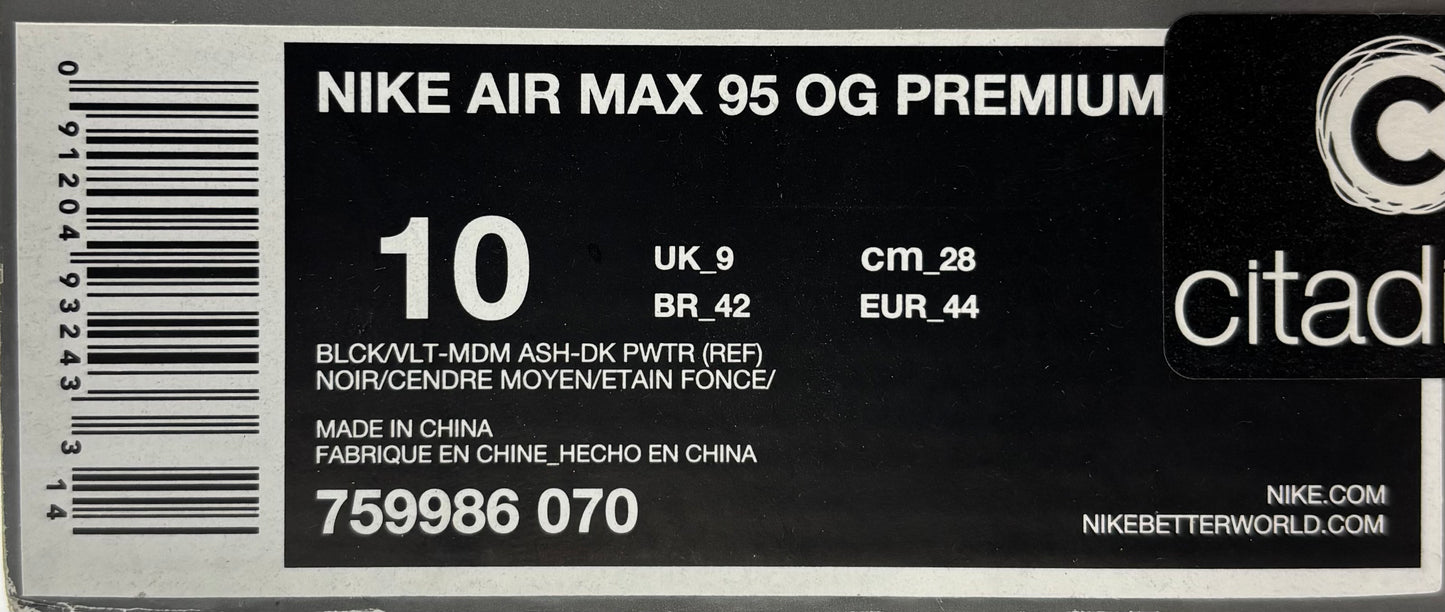 0 91204 93243 3
14
NIKE AIR MAX 95 OG PREMIUM
10
UK_9
cm_28
BR_42
EUR_44
BLCK/VLT-MDM ASH-DK PWTR (REF)
NOIR/CENDRE MOYEN/ETAIN FONCE/
MADE IN CHINA
FABRIQUE EN CHINE_HECHO EN CHINA
759986 070
NIKE.COM
NIKEBETTERWORLD.COM
C